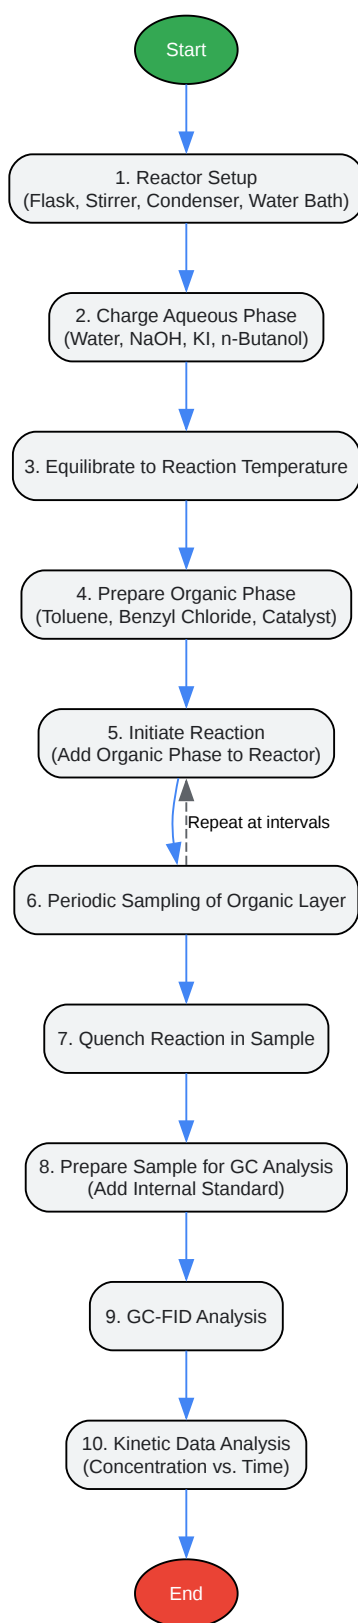 Start
1. Reactor Setup
(Flask, Stirrer, Condenser, Water Bath)
2. Charge Aqueous Phase
(Water, NaOH, KI, n-Butanol)
3. Equilibrate to Reaction Temperature
4. Prepare Organic Phase
(Toluene, Benzyl Chloride, Catalyst)
5. Initiate Reaction
(Add Organic Phase to Reactor)
Repeat at intervals
6. Periodic Sampling of Organic Layer
7. Quench Reaction in Sample
8. Prepare Sample for GC Analysis
(Add Internal Standard)
9. GC-FID Analysis
10. Kinetic Data Analysis
(Concentration vs. Time)
End